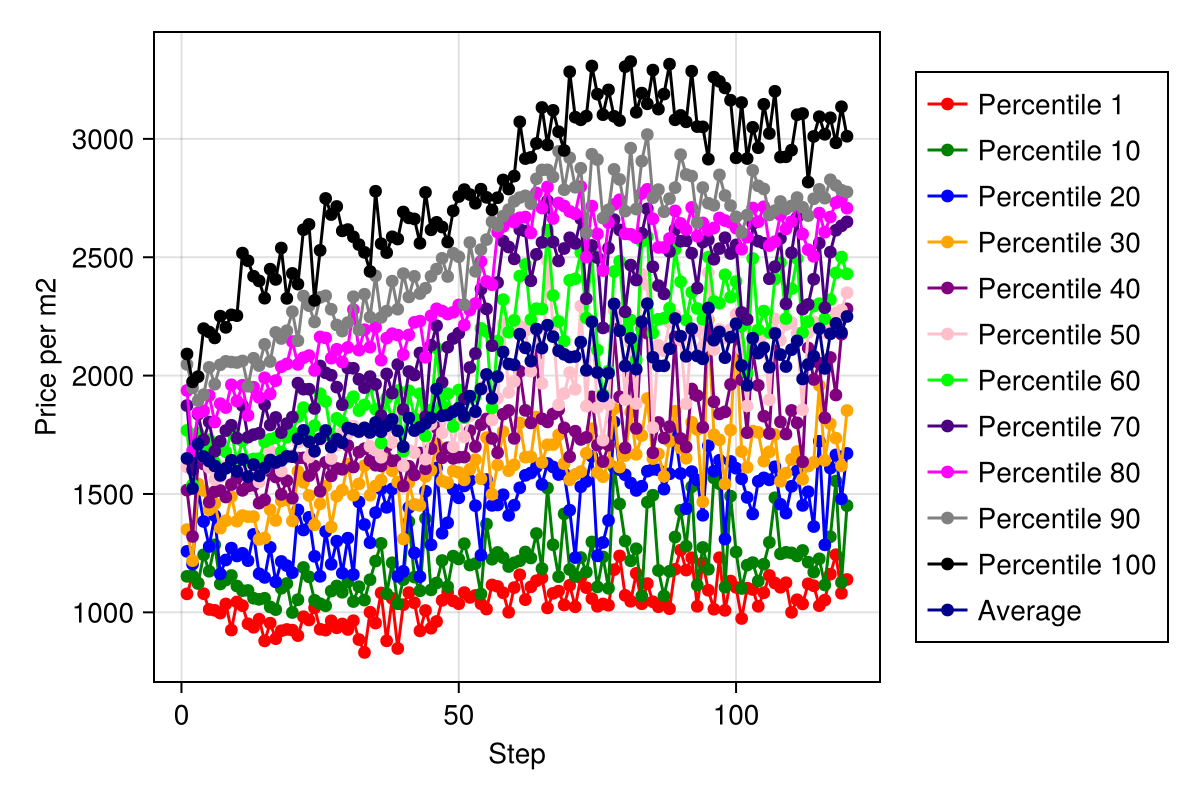 Price per m2
3000
2500
2000
1500
1000
0
50
100
Step
Percentile 1
Percentile 10
Percentile 20
Percentile 30
Percentile 40
Percentile 50
Percentile 60
Percentile 70
Percentile 80
Percentile 90
Percentile 100
Average